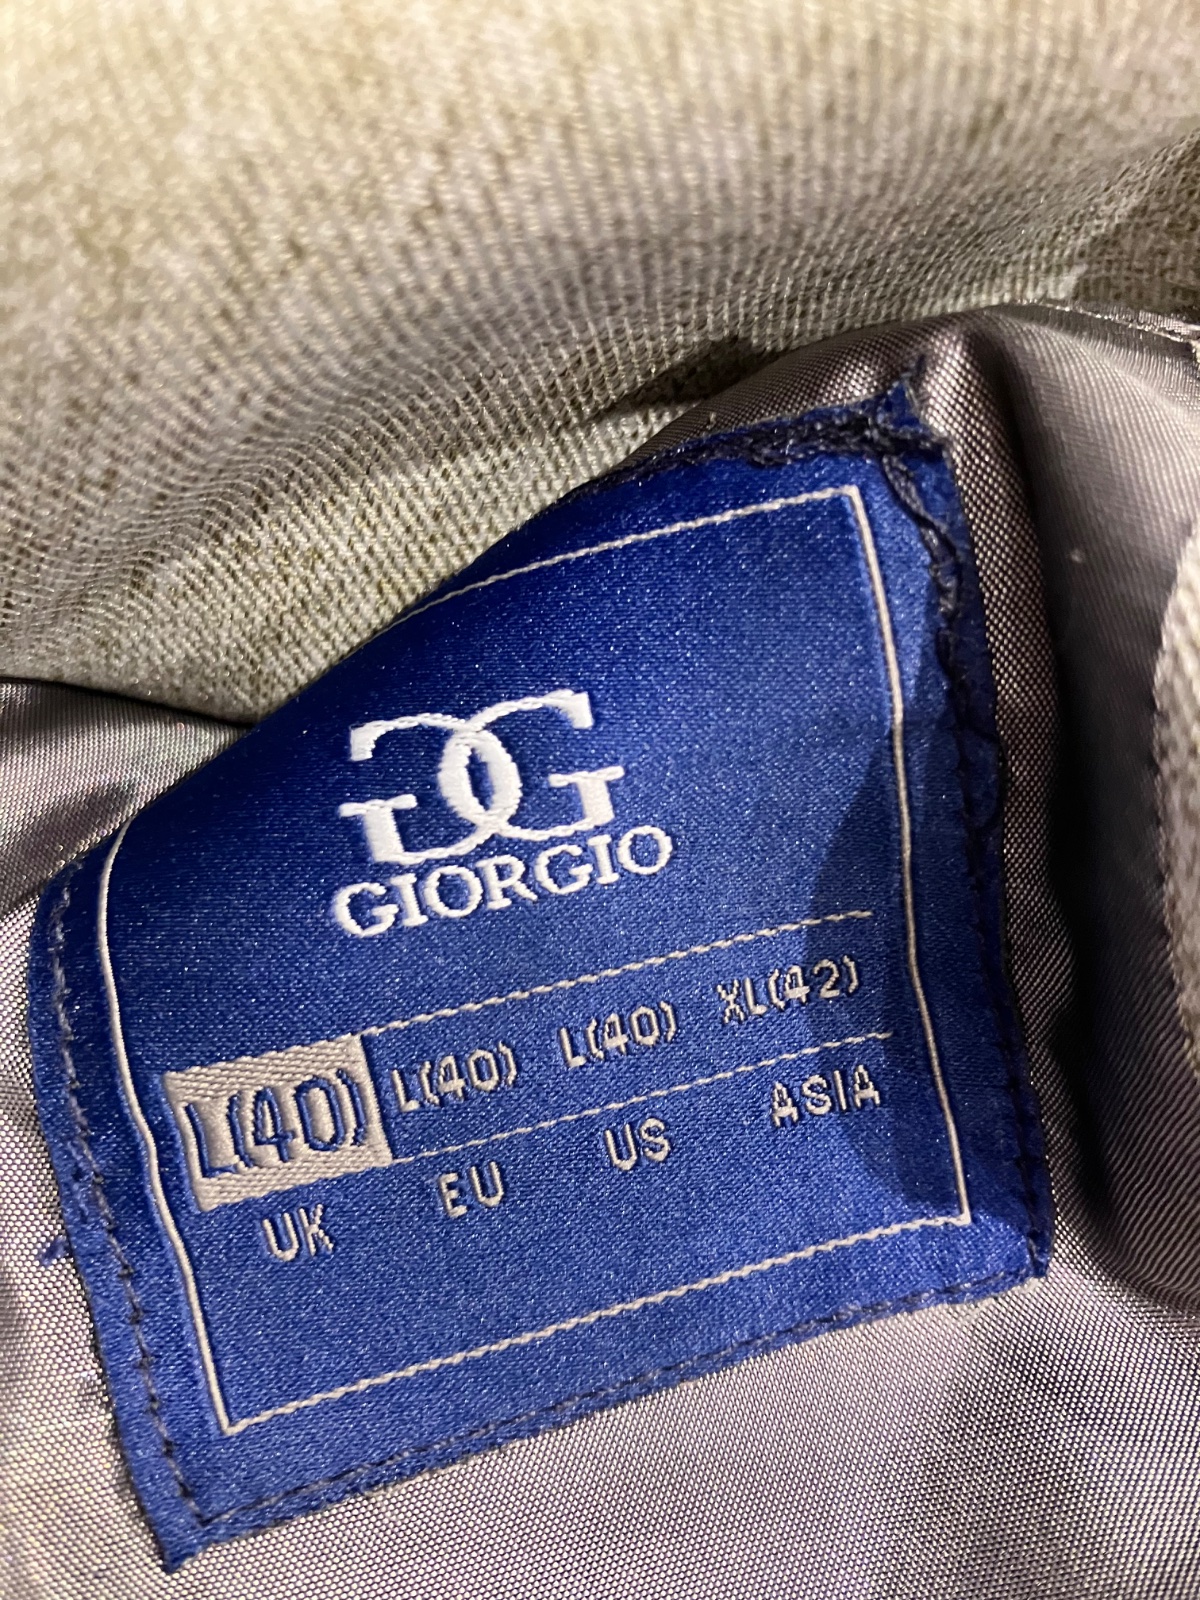 GG
GIORGIO
L(40) L(40) L(40) XL(42)
UK EU US ASIA